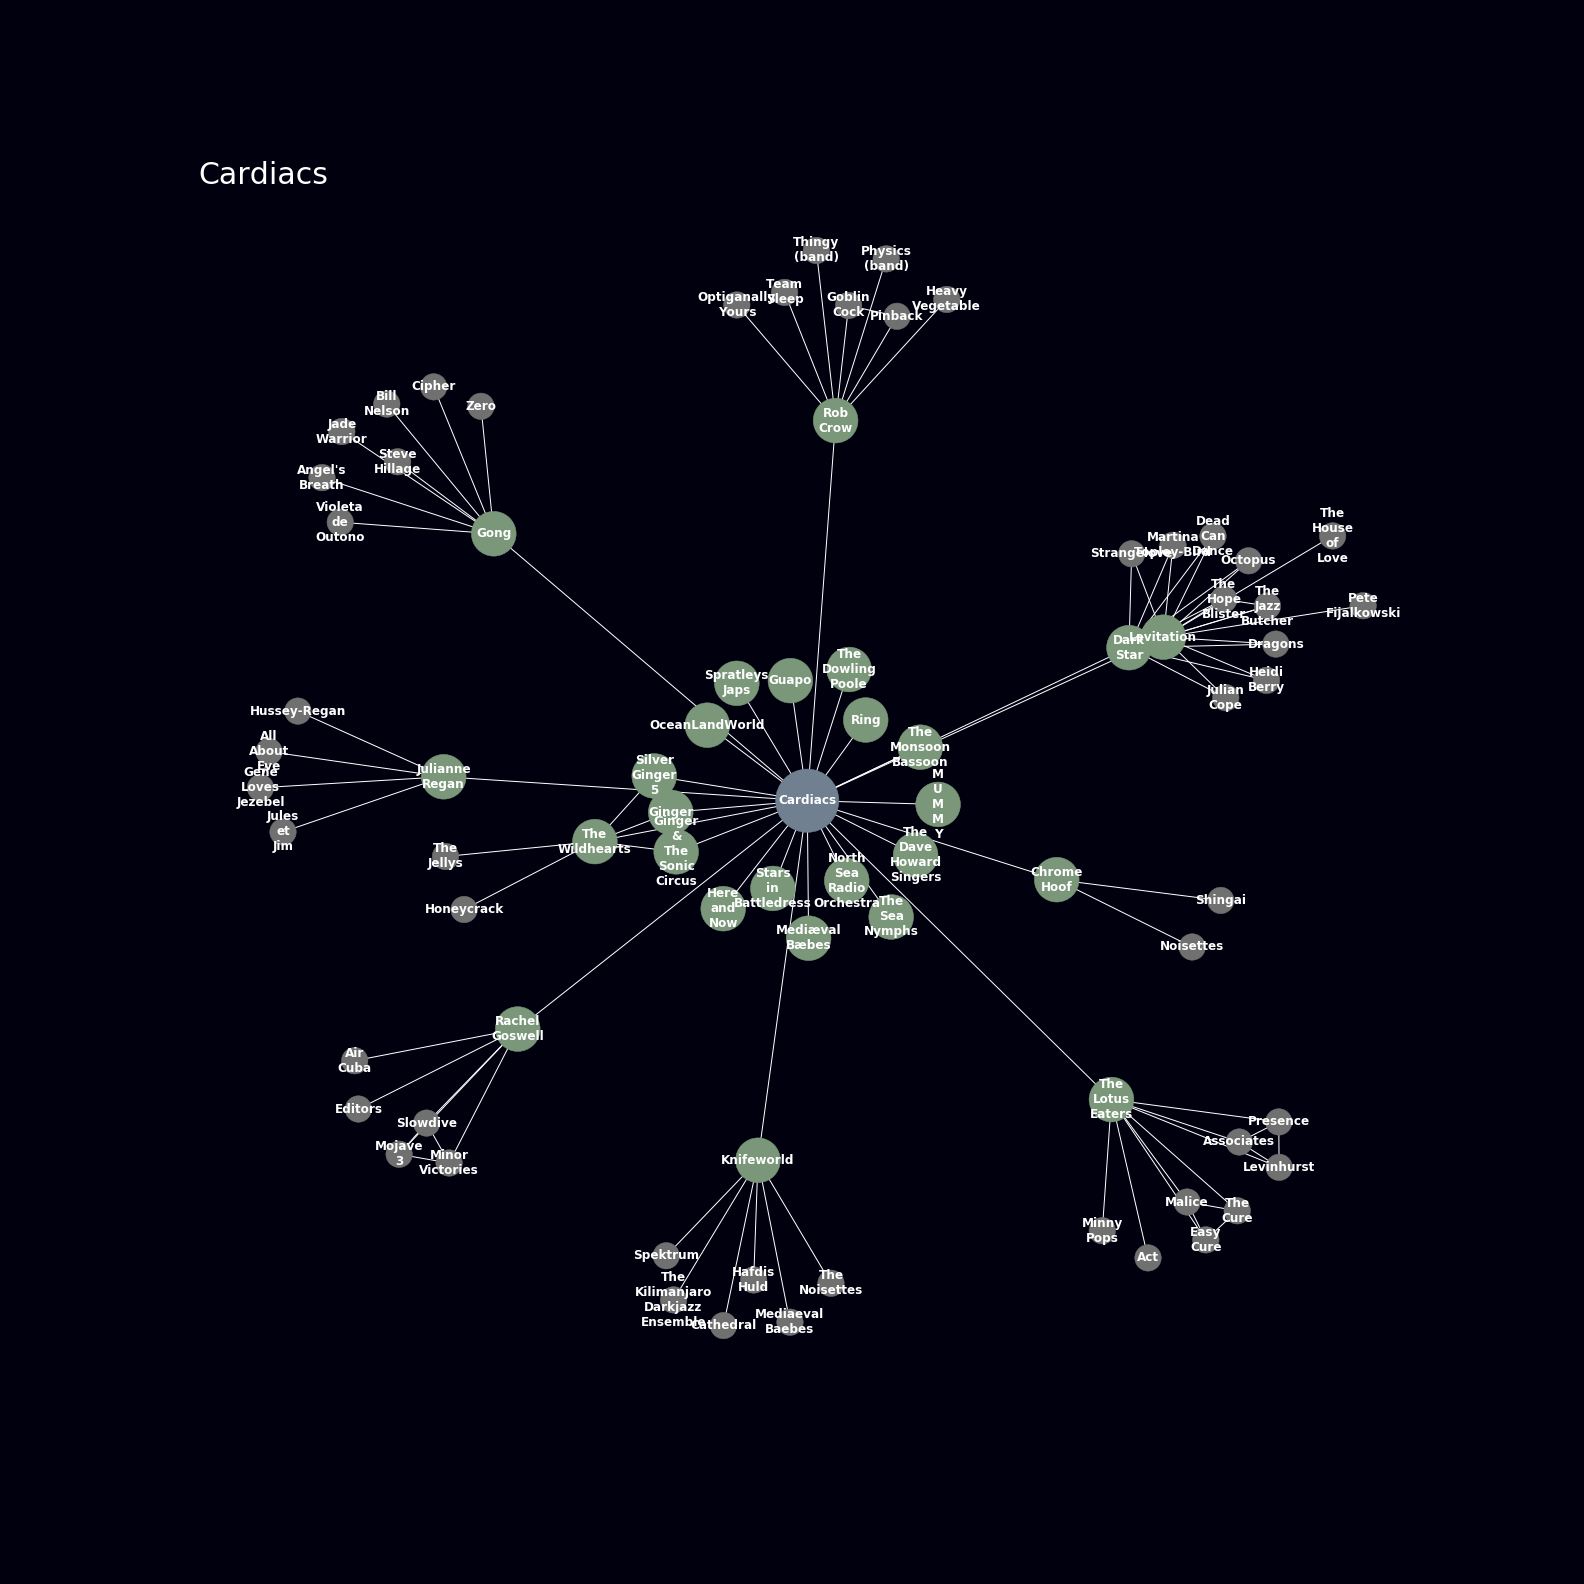 Cardiacs
Thingy
(band)
Physics
(band)
Team
Sleep
Optiganally
Yours
Goblin
Cock
Heavy
Vegetable
Pinback
Rob
Crow
Cipher
Bill
Nelson
Zero
Jade
Warrior
Steve
Hillage
Angel's
Breath
Violeta
de
Outono
Gong
Dead
Can
Dance
The
House
of
Love
Martina
Topley-Bird
Strangelove
Octopus
The
Hope
Blister
The
Jazz
Butcher
Pete
Fijalkowski
Levitation
Dark
Star
Dragons
Heidi
Berry
Julian
Cope
The
Dowling
Poole
Spratleys
Japs
Guapo
Ring
OceanLandWorld
The
Monsoon
Bassoon
Hussey-Regan
All
About
Eve
Gene
Loves
Jezebel
Jules
et
Jim
Julianne
Regan
Silver
Ginger
5
Ginger
Ginger
&
The
Sonic
Circus
Cardiacs
M
U
M
M
Y
The
Wildhearts
The
Jellys
Honeycrack
The
Dave
Howard
Singers
North
Sea
Radio
Orchestra
Stars
in
Battledress
Here
and
Now
The
Sea
Nymphs
Mediæval
Bæbes
Chrome
Hoof
Shingai
Noisettes
Rachel
Goswell
Air
Cuba
Editors
Slowdive
Mojave
3
Minor
Victories
The
Lotus
Eaters
Presence
Associates
Levinhurst
Malice
The
Cure
Easy
Cure
Minny
Pops
Act
Knifeworld
Spektrum
The
Kilimanjaro
Darkjazz
Ensemble
Cathedral
Hafdis
Huld
Mediaeval
Baebes
The
Noisettes